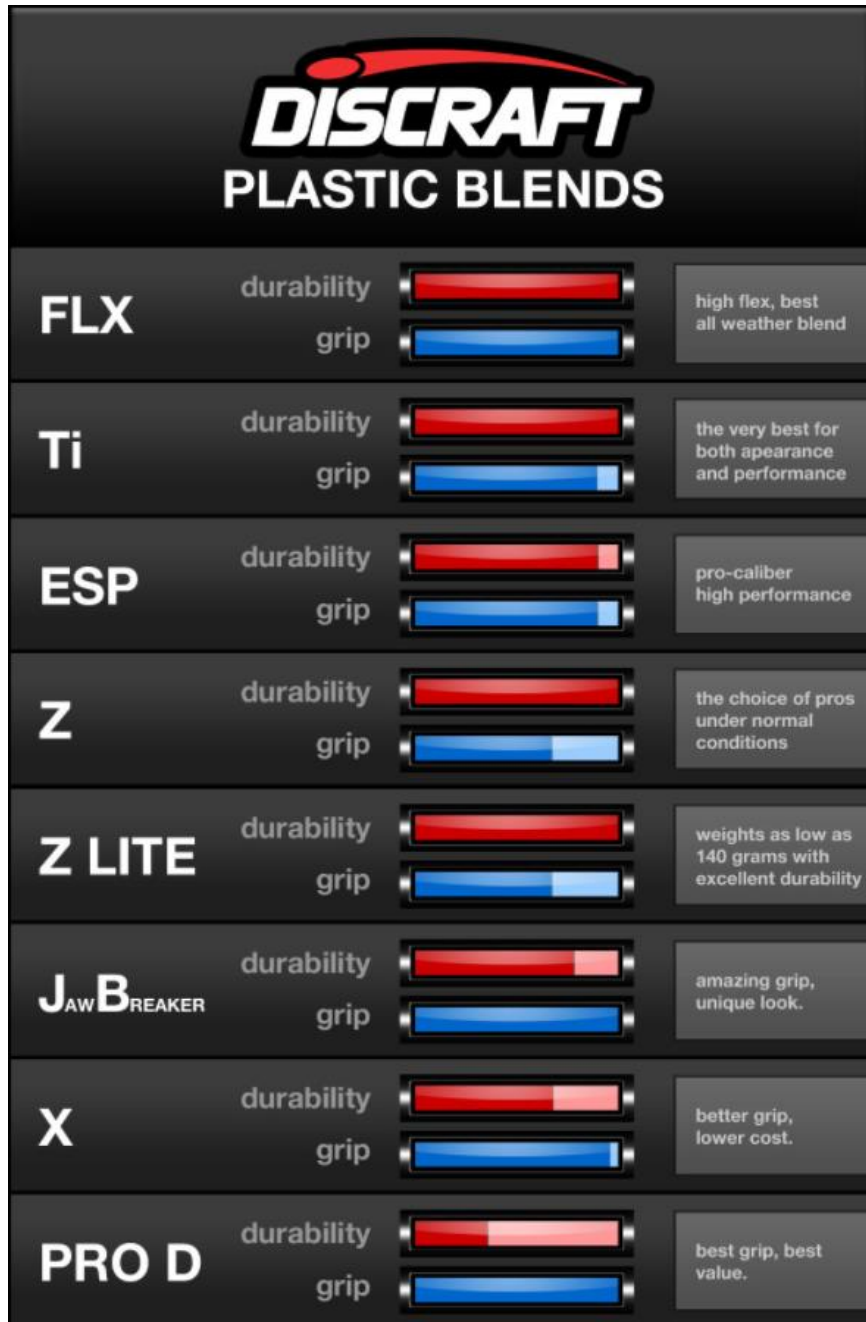 DISCRAFT
PLASTIC BLENDS
FLX
durability
grip
high flex, best
all weather blend
Ti
durability
grip
the very best for
both apearance
and performance
ESP
durability
grip
pro-caliber
high performance
Z
durability
grip
the choice of pros
under normal
conditions
Z LITE
durability
grip
weights as low as
140 grams with
excellent durability
JAWBREAKER
durability
grip
amazing grip,
unique look.
X
durability
grip
better grip,
lower cost.
PRO D
durability
grip
best grip, best
value.